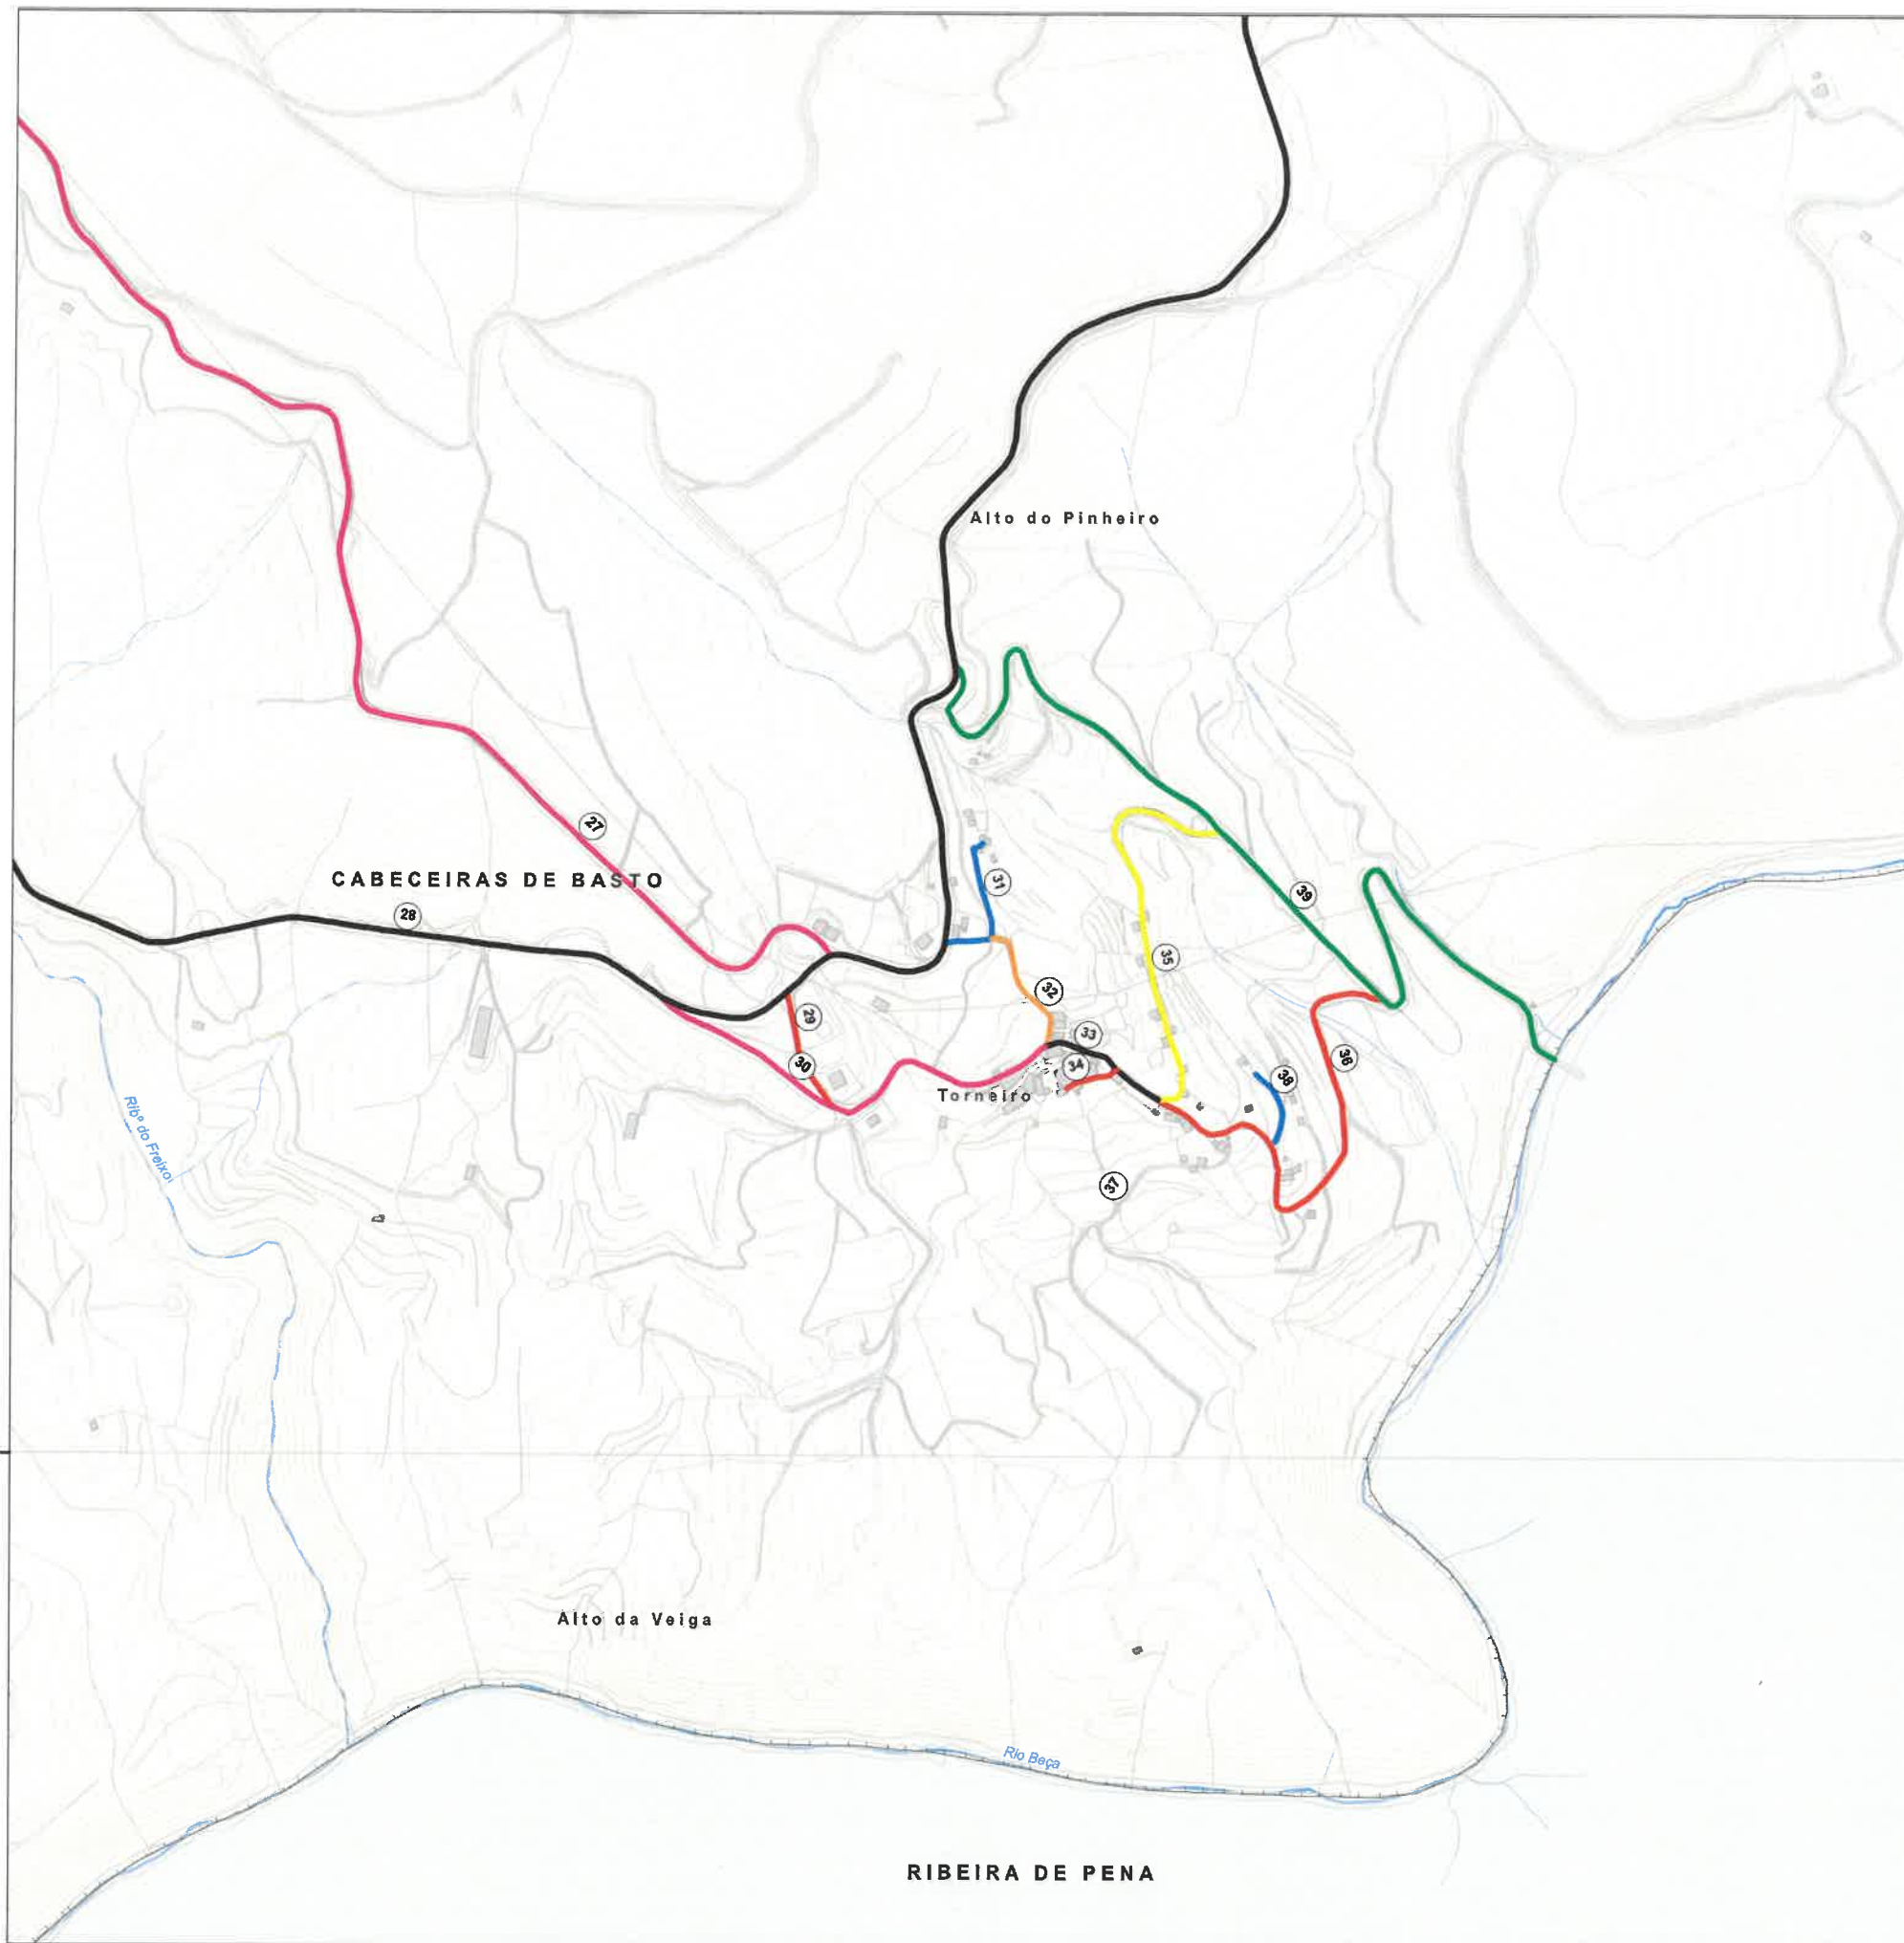 Alto do Pinheiro
27
CABECEIRAS DE BASTO
31
39
28
35
32
29
33
36
30
34
38
Torneiro
Ribº do Freixo
37
Alto da Veiga
Rio Beça
RIBEIRA DE PENA